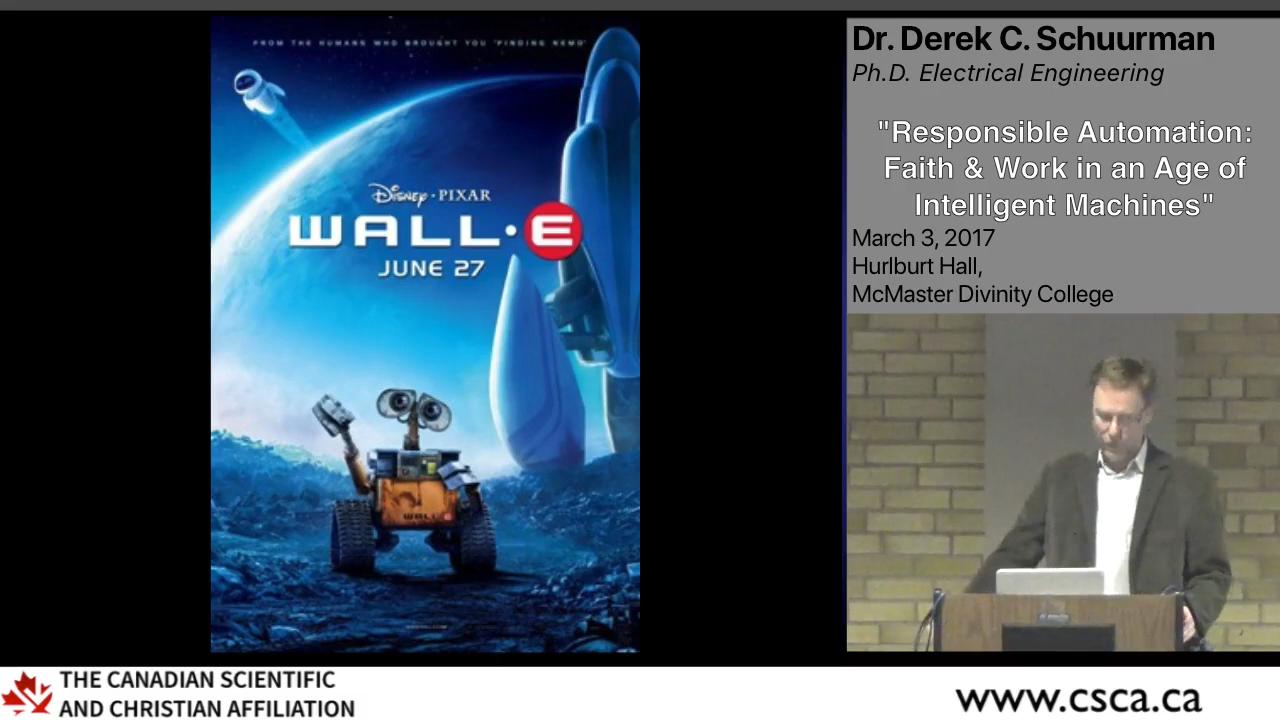 FROM THE HUMANS WHO BROUGHT YOU "FINDING NEMO"
DISNEY · PIXAR
WALL·E
JUNE 27
WALL·E
Dr. Derek C. Schuurman
Ph.D. Electrical Engineering
"Responsible Automation:
Faith & Work in an Age of
Intelligent Machines"
March 3, 2017
Hurlburt Hall,
McMaster Divinity College
THE CANADIAN SCIENTIFIC
AND CHRISTIAN AFFILIATION
www.csca.ca